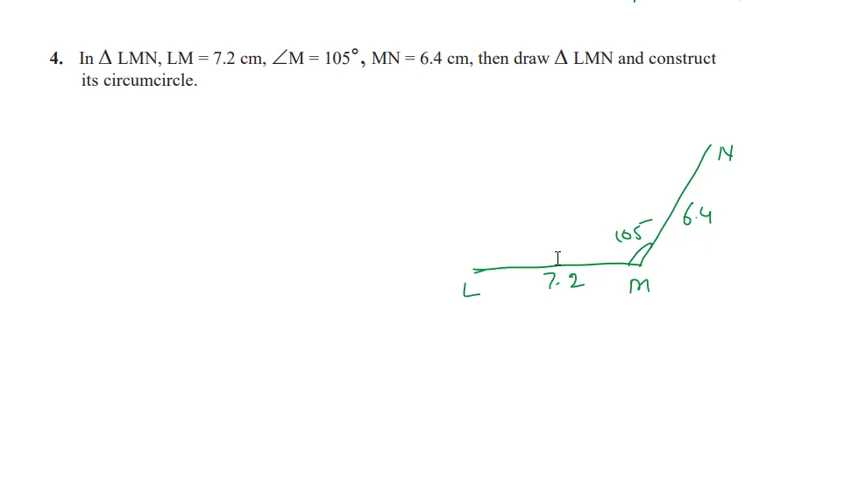 4. In Δ LMN, LM = 7.2 cm, ∠M = 105°, MN = 6.4 cm, then draw Δ LMN and construct
its circumcircle.
N
6.4
105
7.2
L
M